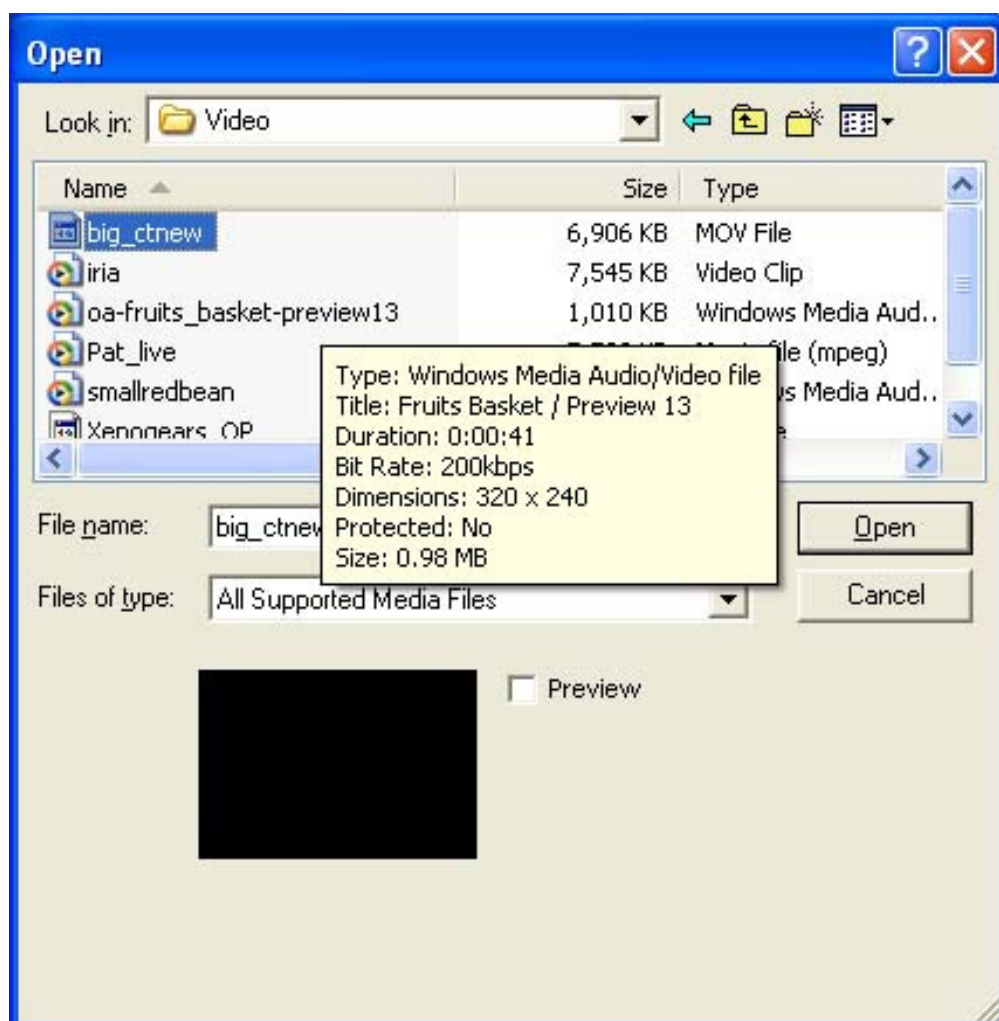 Open
Look in: Video
Name Size Type
big_ctnew 6,906 KB MOV File
iria 7,545 KB Video Clip
oa-fruits_basket-preview13 1,010 KB Windows Media Aud..
Pat_live file (mpeg)
smallredbean Media Aud..
Xenogears_OP
Type: Windows Media Audio/Video file
Title: Fruits Basket / Preview 13
Duration: 0:00:41
Bit Rate: 200kbps
Dimensions: 320 x 240
Protected: No
Size: 0.98 MB
File name: big_ctnew Open
Files of type: All Supported Media Files Cancel
Preview